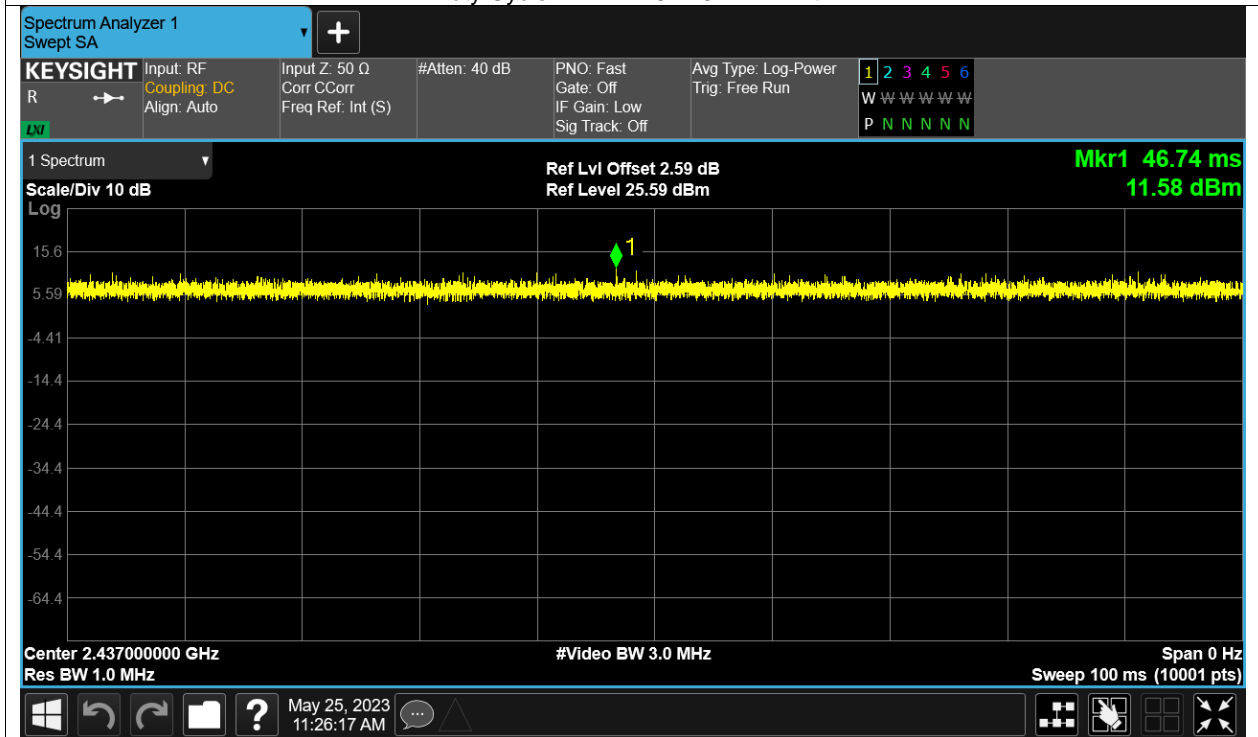 Spectrum Analyzer 1
Swept SA
+
KEYSIGHT
R
LXI
Input: RF
Coupling: DC
Align: Auto
Input Z: 50 Ω
Corr CCorr
Freq Ref: Int (S)
#Atten: 40 dB
PNO: Fast
Gate: Off
IF Gain: Low
Sig Track: Off
Avg Type: Log-Power
Trig: Free Run
1 2 3 4 5 6
W W W W W W
P N N N N N
1 Spectrum
Scale/Div 10 dB
Log
Ref Lvl Offset 2.59 dB
Ref Level 25.59 dBm
Mkr1 46.74 ms
11.58 dBm
1
15.6
5.59
-4.41
-14.4
-24.4
-34.4
-44.4
-54.4
-64.4
Center 2.437000000 GHz
Res BW 1.0 MHz
#Video BW 3.0 MHz
Span 0 Hz
Sweep 100 ms (10001 pts)
?
May 25, 2023
11:26:17 AM